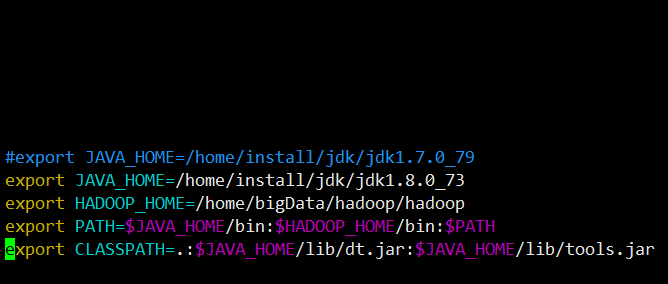 #export JAVA_HOME=/home/install/jdk/jdk1.7.0_79
export JAVA_HOME=/home/install/jdk/jdk1.8.0_73
export HADOOP_HOME=/home/bigData/hadoop/hadoop
export PATH=$JAVA_HOME/bin:$HADOOP_HOME/bin:$PATH
export CLASSPATH=.:$JAVA_HOME/lib/dt.jar:$JAVA_HOME/lib/tools.jar